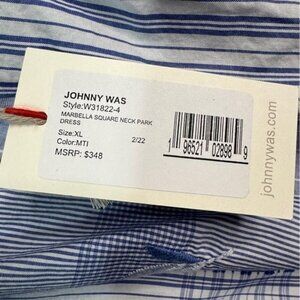 JOHNNY WAS
Style:W31822-4
MARBELLA SQUARE NECK PARK
DRESS
Size:XL
Color:MTI 2/22
MSRP: $348
1 96521 02898 9
johnnywas.com